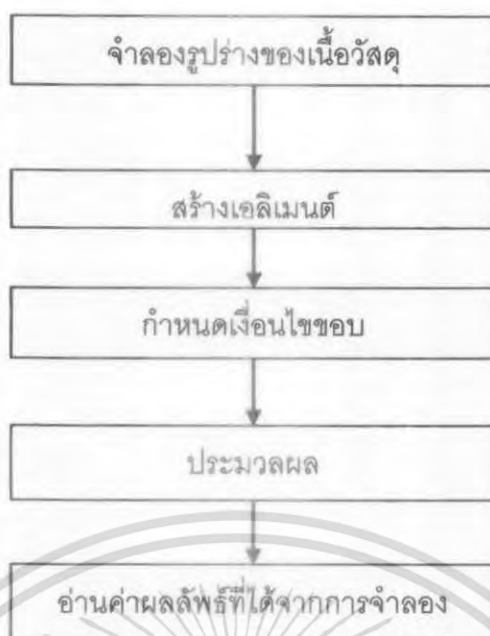 จำลองรูปร่างของเนื้อวัสดุ
สร้างเอลิเมนต์
กำหนดเงื่อนไขขอบ
ประมวลผล
อ่านค่าผลลัพธ์ที่ได้จากการจำลอง